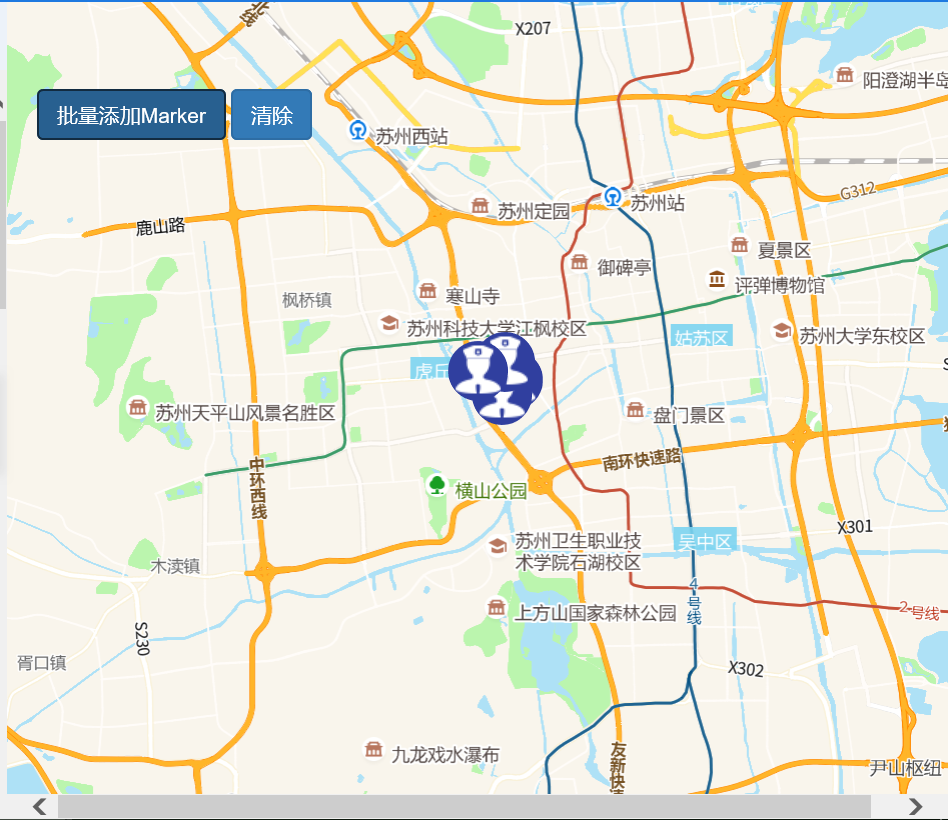 北线
X207
阳澄湖半岛
批量添加Marker
清除
苏州西站
G312
苏州定园
苏州站
鹿山路
夏景区
御碑亭
评弹博物馆
枫桥镇
寒山寺
苏州科技大学江枫校区
姑苏区
苏州大学东校区
虎丘
苏州天平山风景名胜区
盘门景区
南环快速路
中环西线
横山公园
X301
苏州卫生职业技
术学院石湖校区
吴中区
木渎镇
4号线
上方山国家森林公园
2号线
S230
胥口镇
X302
九龙戏水瀑布
友新快速
尹山枢纽